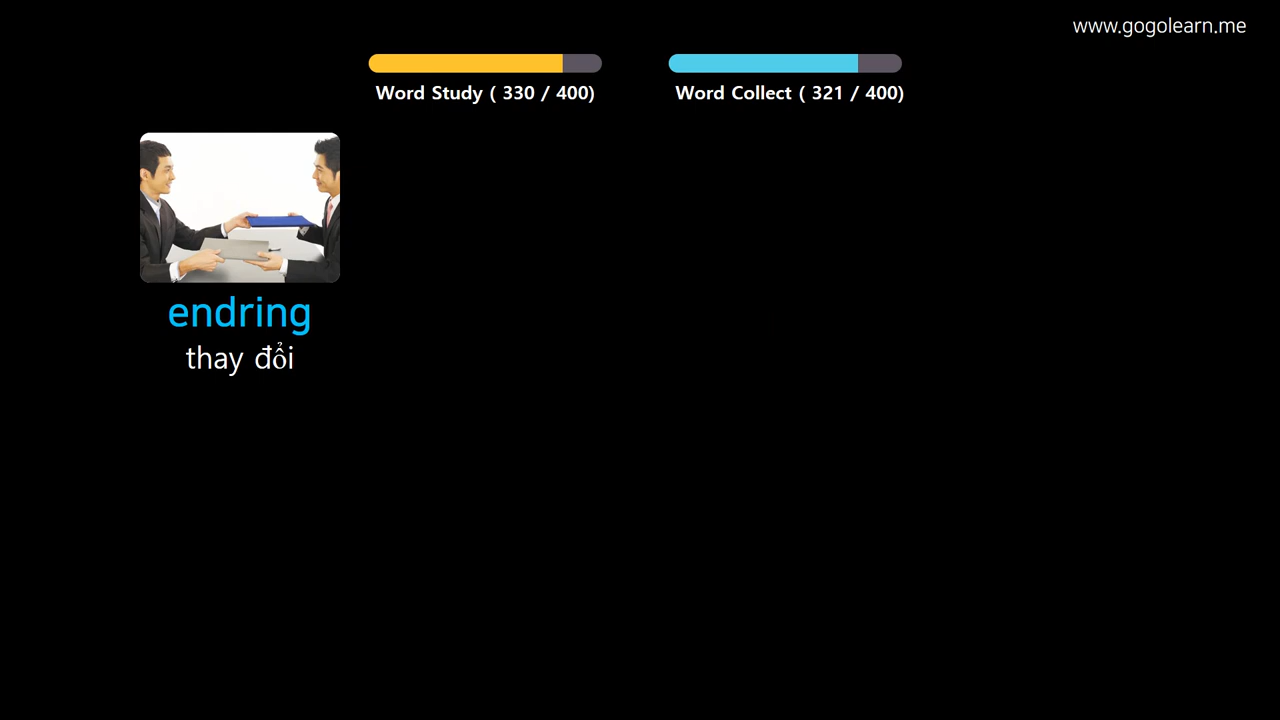 www.gogolearn.me
Word Study ( 330 / 400)
Word Collect ( 321 / 400)
endring
thay đổi